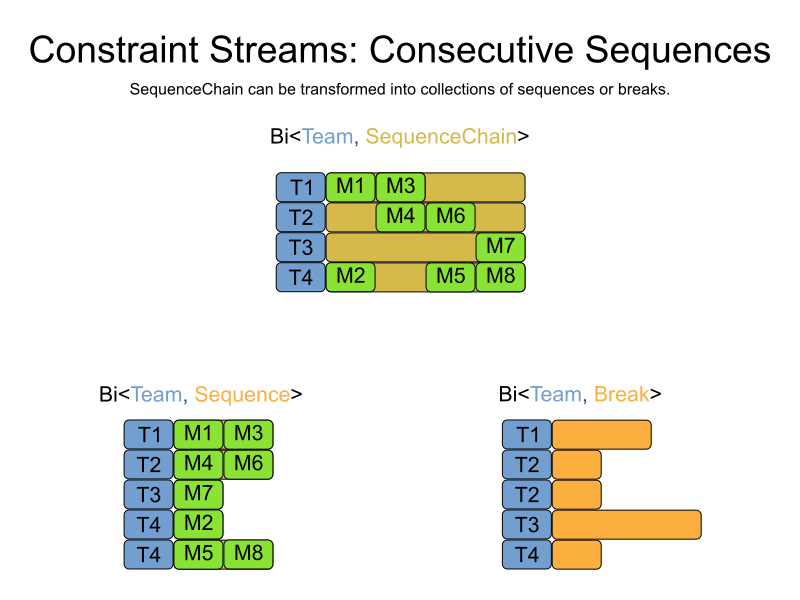 Constraint Streams: Consecutive Sequences
SequenceChain can be transformed into collections of sequences or breaks.
Bi<Team, SequenceChain>
T1 M1 M3
T2 M4 M6
T3 M7
T4 M2 M5 M8
Bi<Team, Sequence>
T1 M1 M3
T2 M4 M6
T3 M7
T4 M2
T4 M5 M8
Bi<Team, Break>
T1
T2
T2
T3
T4